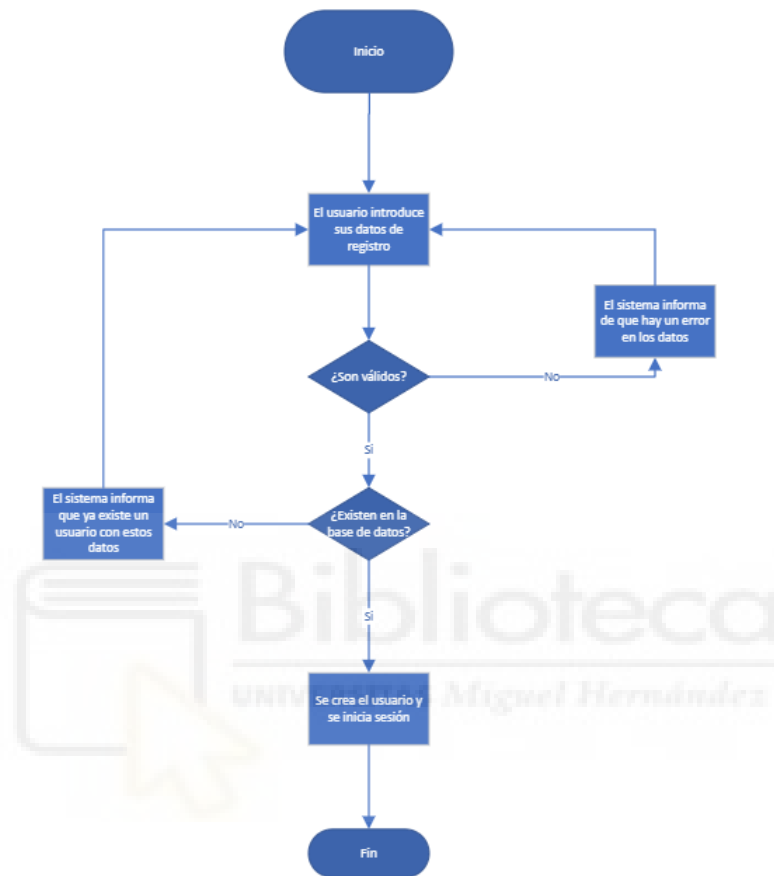 Inicio
El usuario introduce
sus datos de
registro
El sistema informa
de que hay un error
en los datos
¿Son válidos?
No
Sí
El sistema informa
que ya existe un
usuario con estos
datos
No
¿Existen en la
base de datos?
Sí
Biblioteca
UNIVERSITAS Miguel Hernández
Se crea el usuario y
se inicia sesión
Fin